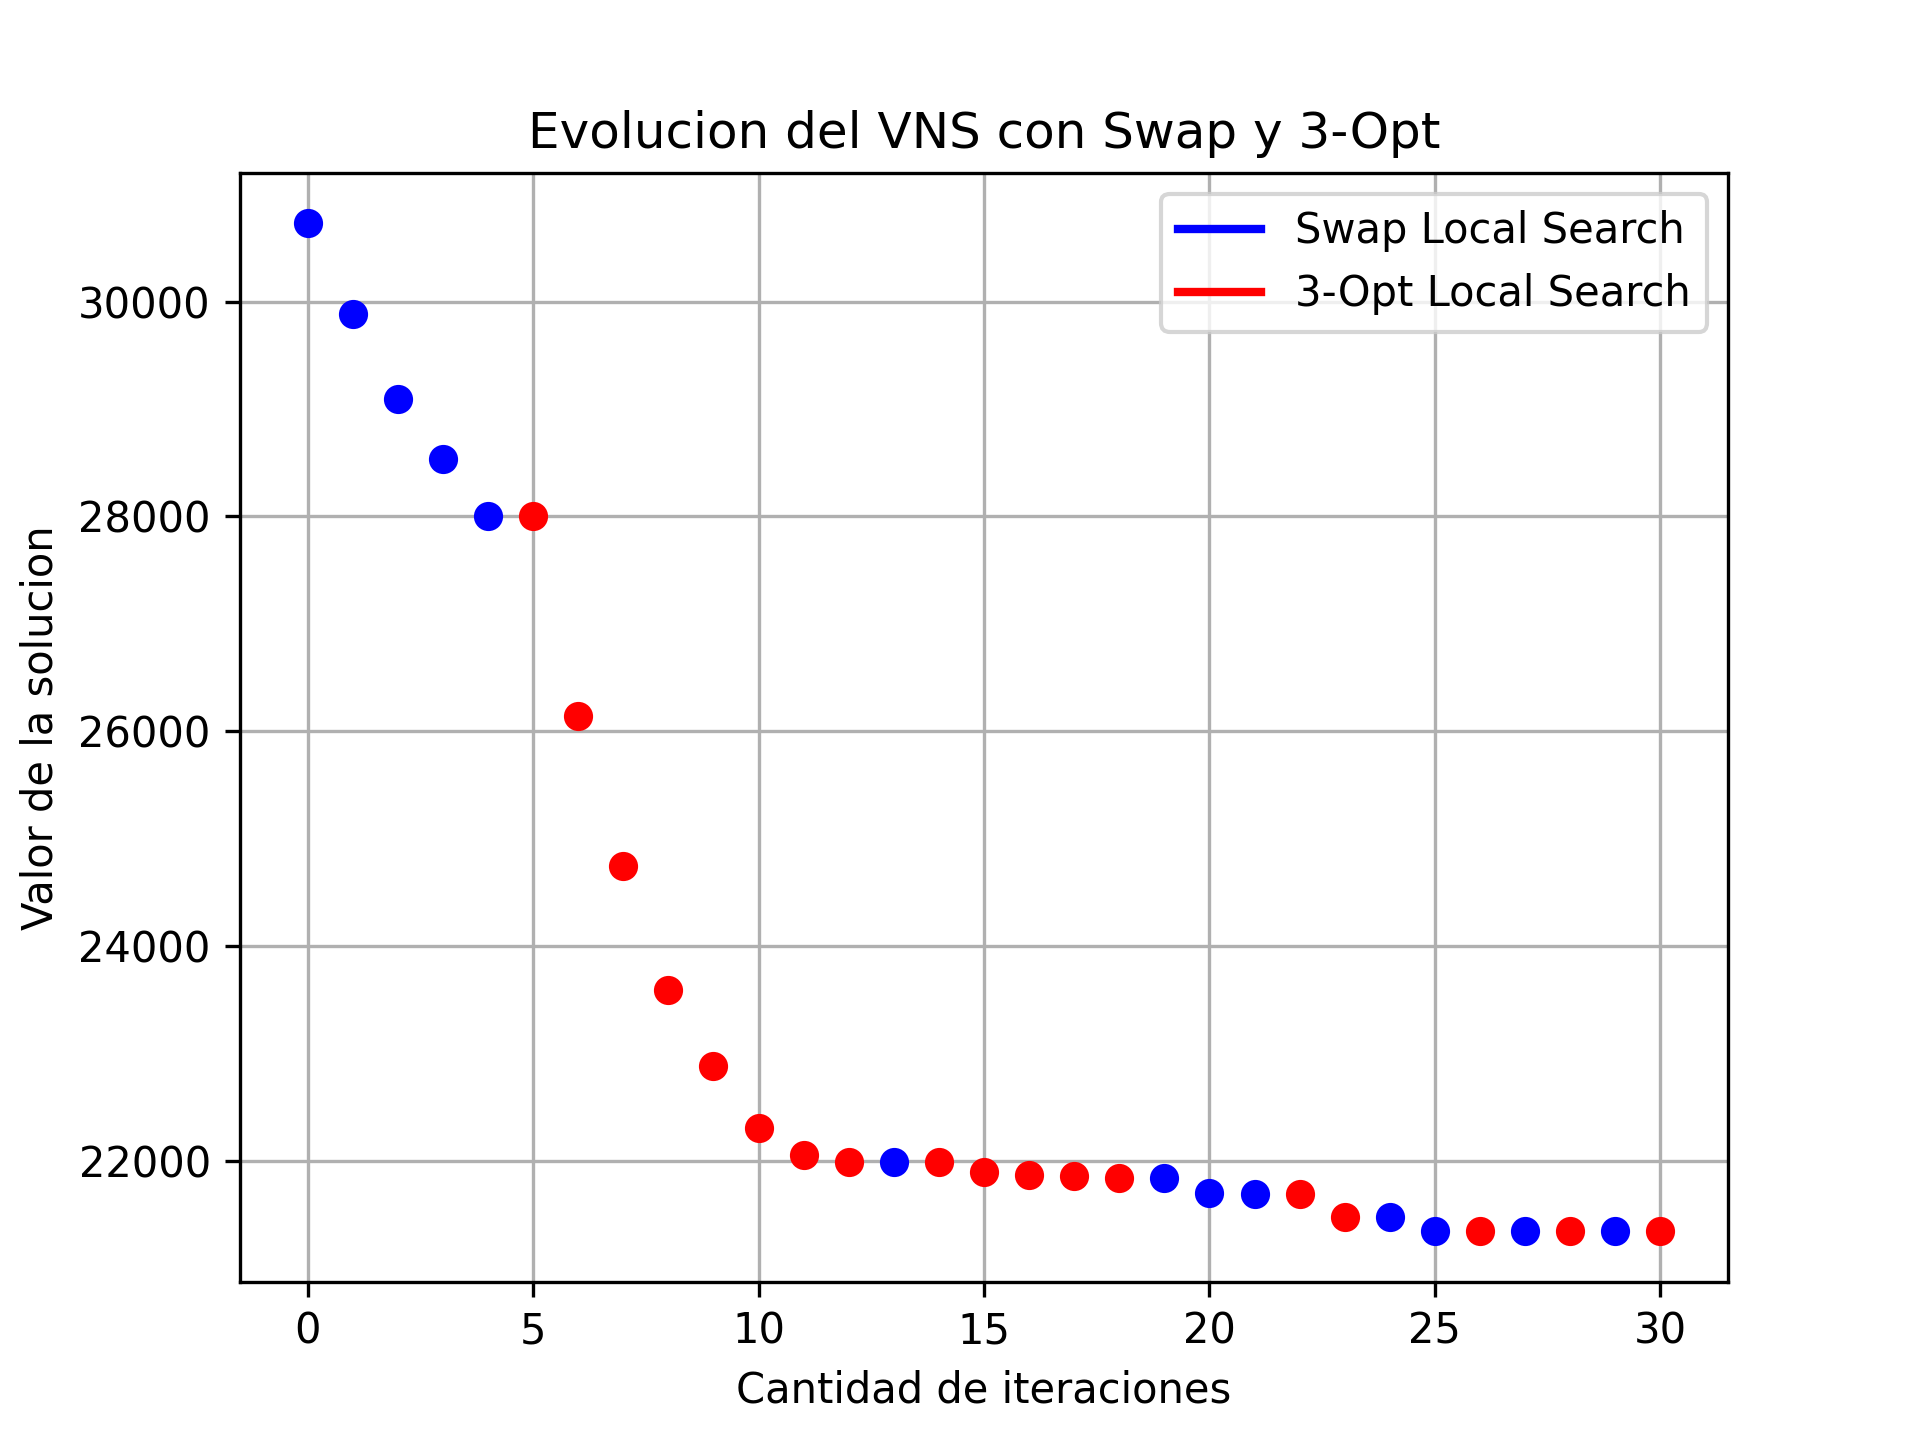 Evolucion del VNS con Swap y 3-Opt
Swap Local Search
3-Opt Local Search
Valor de la solucion
30000
28000
26000
24000
22000
0 5 10 15 20 25 30
Cantidad de iteraciones